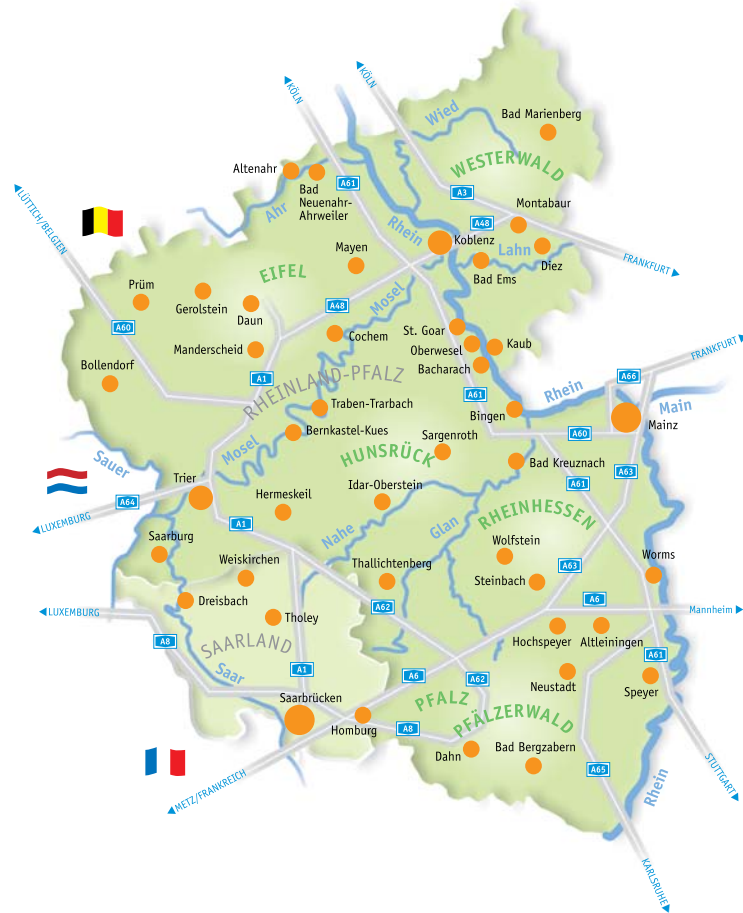 KÖLN
KÖLN
Wied
Bad Marienberg
WESTERWALD
Altenahr
Bad
Neuenahr-
Ahrweiler
A61
A3
Ahr
Montabaur
LÜTTICH/BELGIEN
Rhein
A48
Koblenz
Lahn
Diez
FRANKFURT
Mayen
Bad Ems
EIFEL
Prüm
Gerolstein
Daun
Mosel
A48
A60
Cochem
St. Goar
Oberwesel
Kaub
Bacharach
Manderscheid
Bollendorf
A1
RHEINLAND-PFALZ
FRANKFURT
A66
Rhein
Main
A61
Traben-Trarbach
Bingen
Mainz
Bernkastel-Kues
Sargenroth
A60
Mosel
HUNSRÜCK
Bad Kreuznach
A63
Sauer
Trier
A61
Idar-Oberstein
Hermeskeil
A64
LUXEMBURG
A1
Nahe
Glan
RHEINHESSEN
Saarburg
Wolfstein
Weiskirchen
Thallichtenberg
A63
Worms
Steinbach
Dreisbach
A62
A6
LUXEMBURG
Tholey
Mannheim
A8
SAARLAND
Hochspeyer
Altleiningen
A61
Saar
A1
A6
A62
Neustadt
Speyer
Saarbrücken
PFALZ
PFÄLZERWALD
Homburg
A8
Dahn
Bad Bergzabern
A65
METZ/FRANKREICH
Rhein
STUTTGART
KARLSRUHE